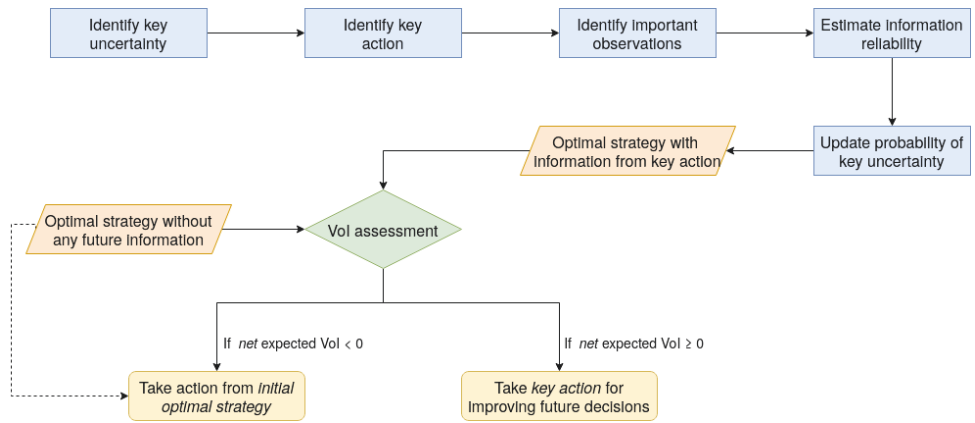 Identify key
uncertainty
Identify key
action
Identify important
observations
Estimate information
reliability
Optimal strategy with
information from key action
Update probability of
key uncertainty
Optimal strategy without
any future information
VoI assessment
If net expected VoI < 0
If net expected VoI ≥ 0
Take action from initial
optimal strategy
Take key action for
improving future decisions